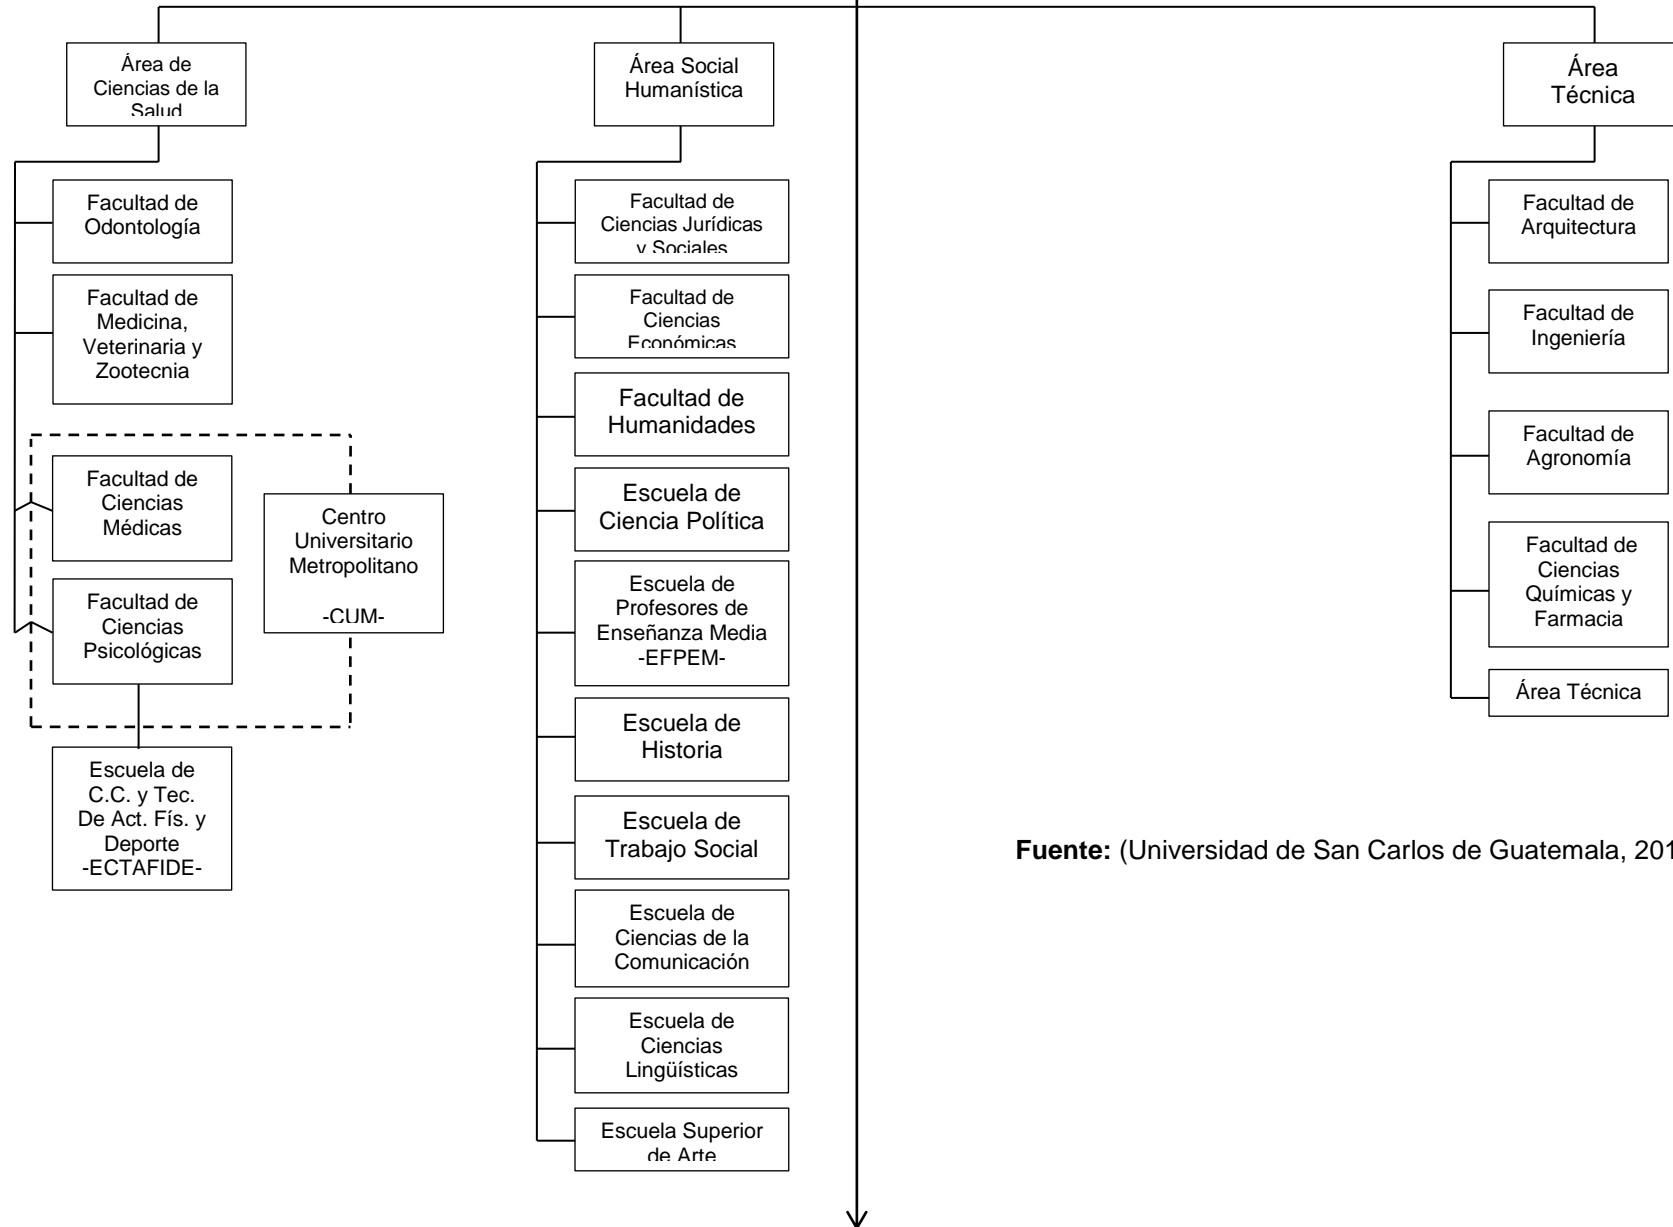 Área de
Ciencias de la
Salud
Área Social
Humanística
Área
Técnica
Facultad de
Odontología
Facultad de
Medicina,
Veterinaria y
Zootecnia
Facultad de
Ciencias
Médicas
Facultad de
Ciencias
Psicológicas
Centro
Universitario
Metropolitano
-CUM-
Escuela de
C.C. y Tec.
De Act. Fís. y
Deporte
-ECTAFIDE-
Facultad de
Ciencias Jurídicas
y Sociales
Facultad de
Ciencias
Económicas
Facultad de
Humanidades
Escuela de
Ciencia Política
Escuela de
Profesores de
Enseñanza Media
-EFPEM-
Escuela de
Historia
Escuela de
Trabajo Social
Escuela de
Ciencias de la
Comunicación
Escuela de
Ciencias
Lingüísticas
Escuela Superior
de Arte
Facultad de
Arquitectura
Facultad de
Ingeniería
Facultad de
Agronomía
Facultad de
Ciencias
Químicas y
Farmacia
Área Técnica
Fuente: (Universidad de San Carlos de Guatemala, 201